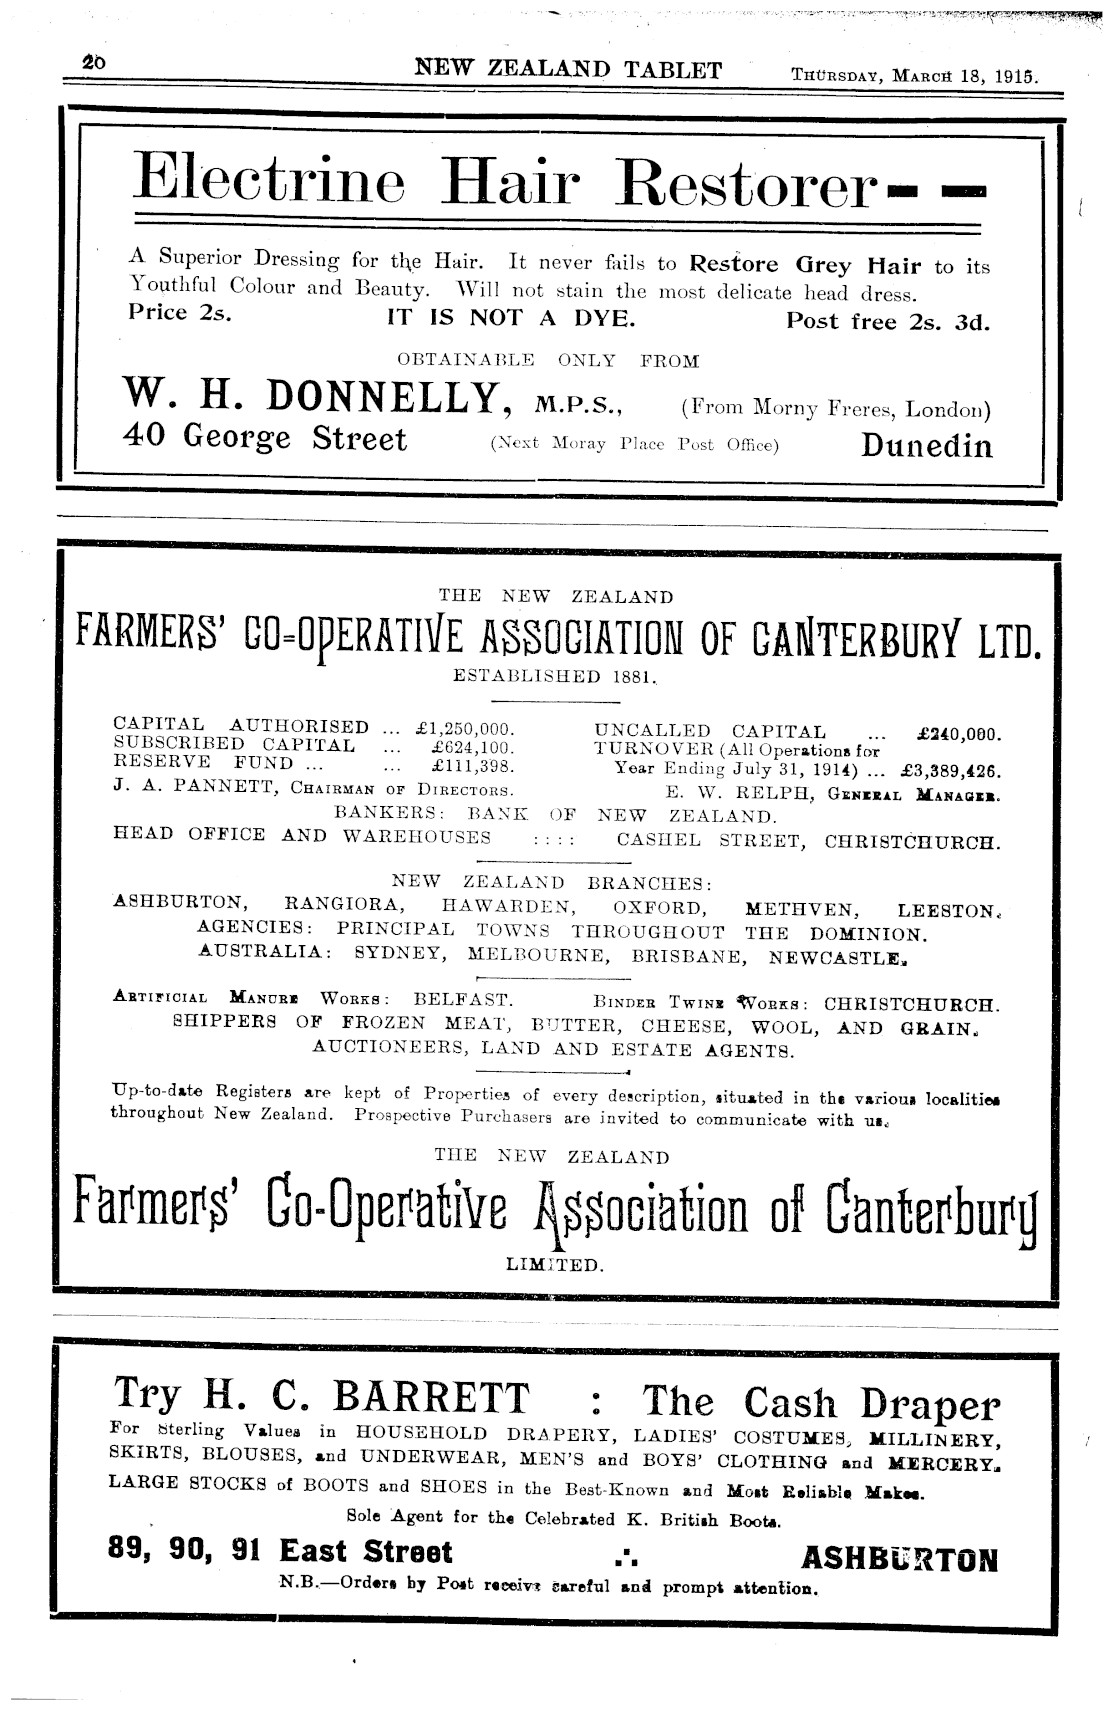 20 NEW ZEALAND TABLET THURSDAY, MARCH 18, 1915.
Electrine Hair Restorer- -
A Superior Dressing for the Hair. It never fails to Restore Grey Hair to its
Youthful Colour and Beauty. Will not stain the most delicate head dress.
Price 2s. IT IS NOT A DYE. Post free 2s. 3d.
OBTAINABLE ONLY FROM
W. H. DONNELLY, M.P.S., (From Morny Freres, London)
40 George Street (Next Moray Place Post Office) Dunedin
THE NEW ZEALAND
FARMERS' CO-OPERATIVE ASSOCIATION OF CANTERBURY LTD.
ESTABLISHED 1881.
CAPITAL AUTHORISED ... £1,250,000. UNCALLED CAPITAL ... £240,000.
SUBSCRIBED CAPITAL ... £624,100. TURNOVER (All Operations for
RESERVE FUND ... ... £111,398. Year Ending July 31, 1914) ... £3,389,426.
J. A. PANNETT, CHAIRMAN OF DIRECTORS. E. W. RELPH, GENERAL MANAGER.
BANKERS: BANK OF NEW ZEALAND.
HEAD OFFICE AND WAREHOUSES :::: CASHEL STREET, CHRISTCHURCH.
NEW ZEALAND BRANCHES:
ASHBURTON, RANGIORA, HAWARDEN, OXFORD, METHVEN, LEESTON.
AGENCIES: PRINCIPAL TOWNS THROUGHOUT THE DOMINION.
AUSTRALIA: SYDNEY, MELBOURNE, BRISBANE, NEWCASTLE.
ARTIFICIAL MANURE WORKS: BELFAST. BINDER TWINE WORKS: CHRISTCHURCH.
SHIPPERS OF FROZEN MEAT, BUTTER, CHEESE, WOOL, AND GRAIN.
AUCTIONEERS, LAND AND ESTATE AGENTS.
Up-to-date Registers are kept of Properties of every description, situated in the various localities
throughout New Zealand. Prospective Purchasers are invited to communicate with us.
THE NEW ZEALAND
Farmers' Co-Operative Association of Canterbury
LIMITED.
Try H. C. BARRETT : The Cash Draper
For Sterling Values in HOUSEHOLD DRAPERY, LADIES' COSTUMES, MILLINERY,
SKIRTS, BLOUSES, and UNDERWEAR, MEN'S and BOYS' CLOTHING and MERCERY.
LARGE STOCKS of BOOTS and SHOES in the Best-Known and Most Reliable Makes.
Sole Agent for the Celebrated K. British Boots.
89, 90, 91 East Street ∴ ASHBURTON
N.B.—Orders by Post receive careful and prompt attention.